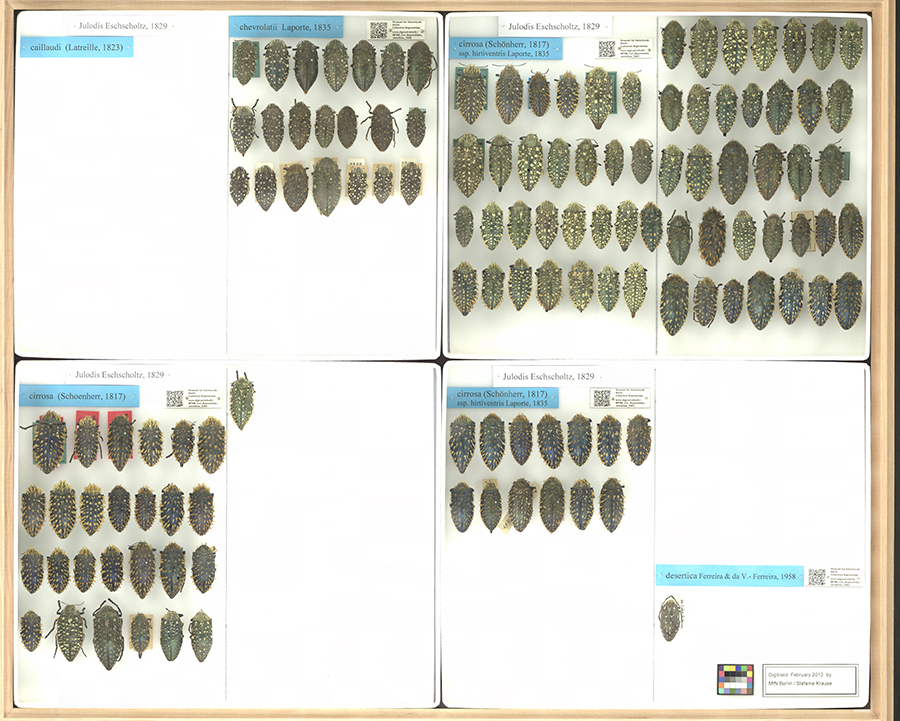 Julodis Eschscholtz, 1829
caillaudi (Latreille, 1823)
chevrolatii Laporte, 1835
Julodis Eschscholtz, 1829
cirrosa (Schönherr, 1817)
ssp. hirtiventris Laporte, 1835
Julodis Eschscholtz, 1829
cirrosa (Schoenherr, 1817)
Julodis Eschscholtz, 1829
cirrosa (Schönherr, 1817)
ssp. hirtiventris Laporte, 1835
desertica Ferreira & da V.- Ferreira, 1958
Digitised February 2013 by
MfN Berlin / Stefanie Krause